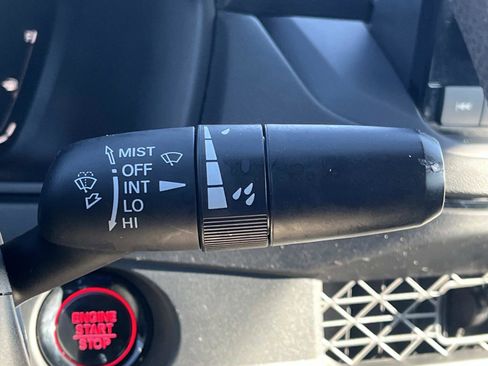 MIST
OFF
INT
LO
HI
ENGINE
START
STOP